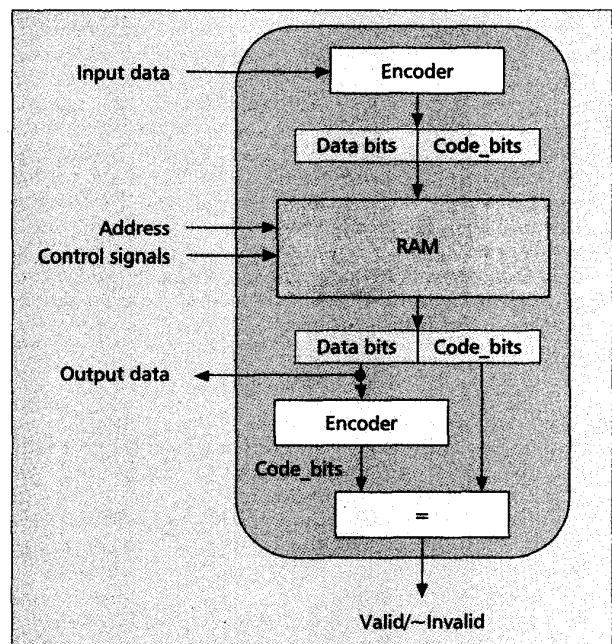 Input data
Encoder
Data bits Code_bits
Address
Control signals
RAM
Data bits Code_bits
Output data
Encoder
Code_bits
=
Valid/~Invalid